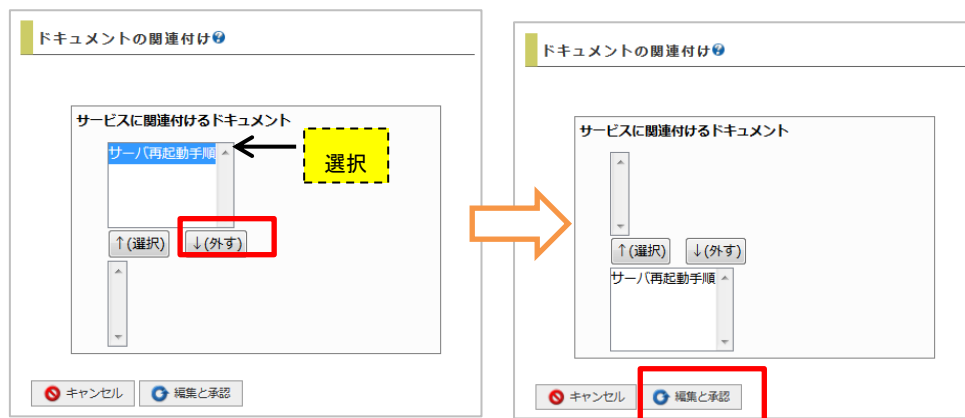 ドキュメントの関連付け?
サービスに関連付けるドキュメント
サーバ再起動手順
選択
↑(選択)
↓(外す)
キャンセル
編集と承認
ドキュメントの関連付け?
サービスに関連付けるドキュメント
↑(選択)
↓(外す)
サーバ再起動手順
キャンセル
編集と承認